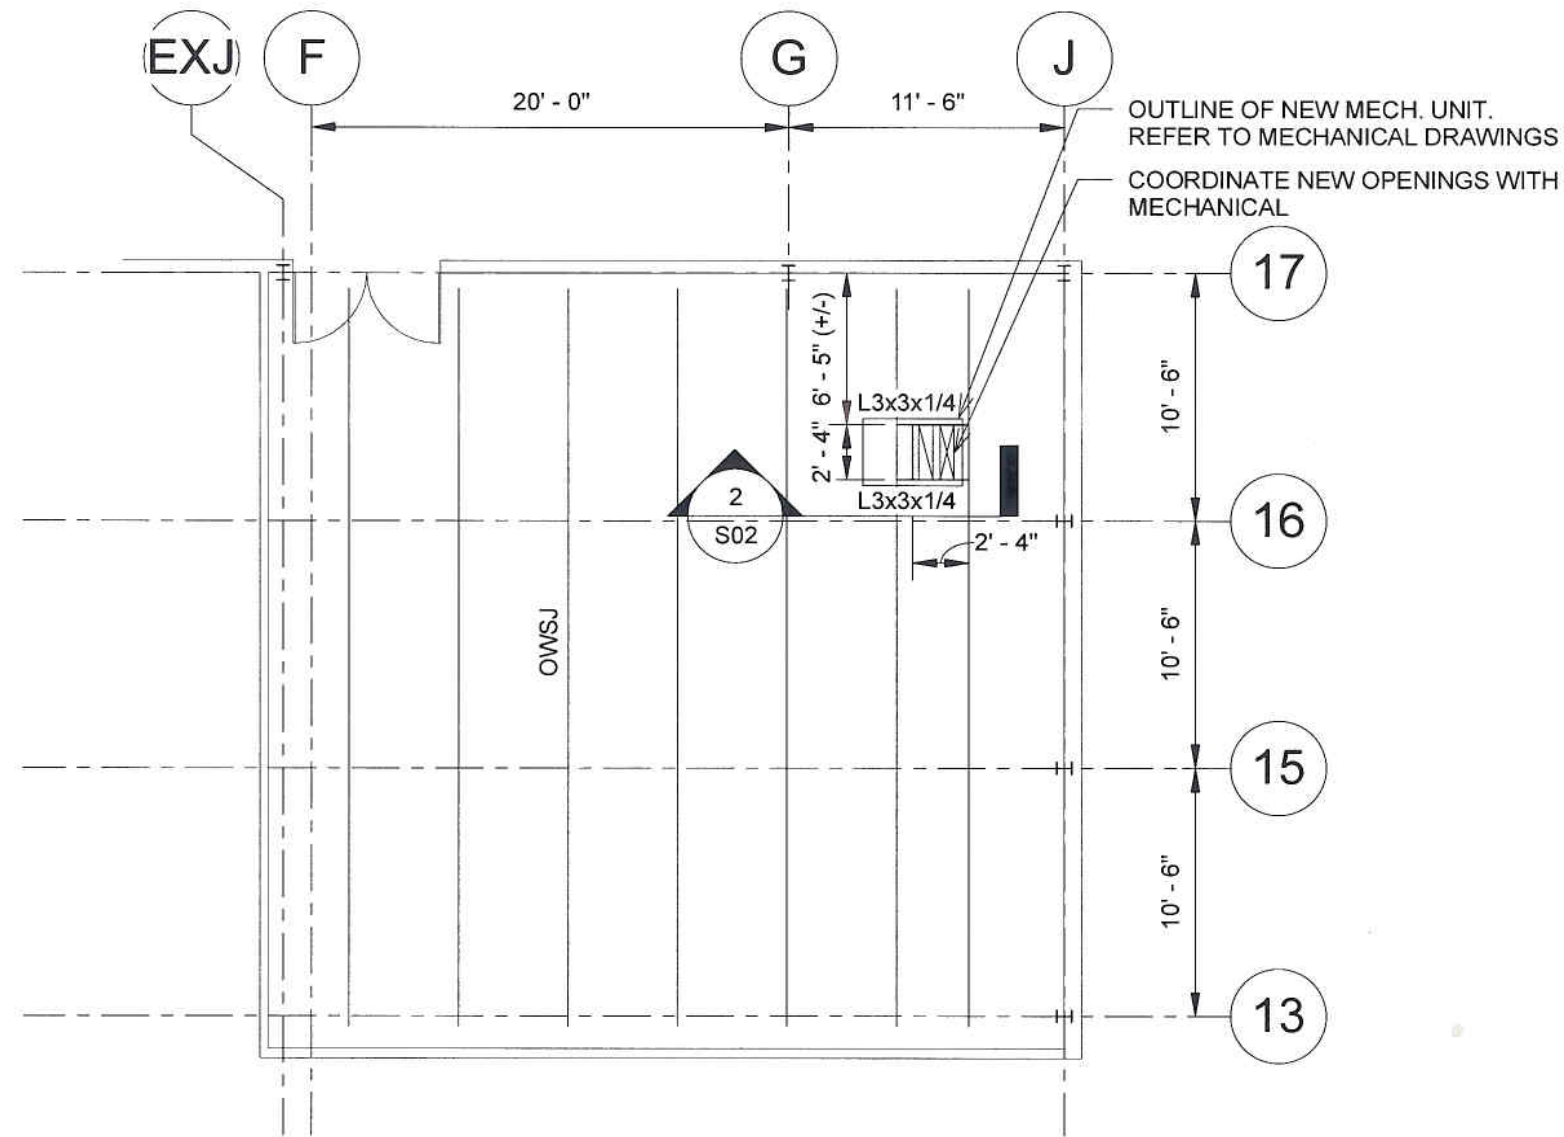 EXJ
F
G
J
20' - 0"
11' - 6"
OUTLINE OF NEW MECH. UNIT.
REFER TO MECHANICAL DRAWINGS
COORDINATE NEW OPENINGS WITH
MECHANICAL
17
6' - 5" (+/-)
10' - 6"
L3x3x1/4
2' - 4"
L3x3x1/4
2
S02
16
2' - 4"
OWSJ
10' - 6"
15
10' - 6"
13